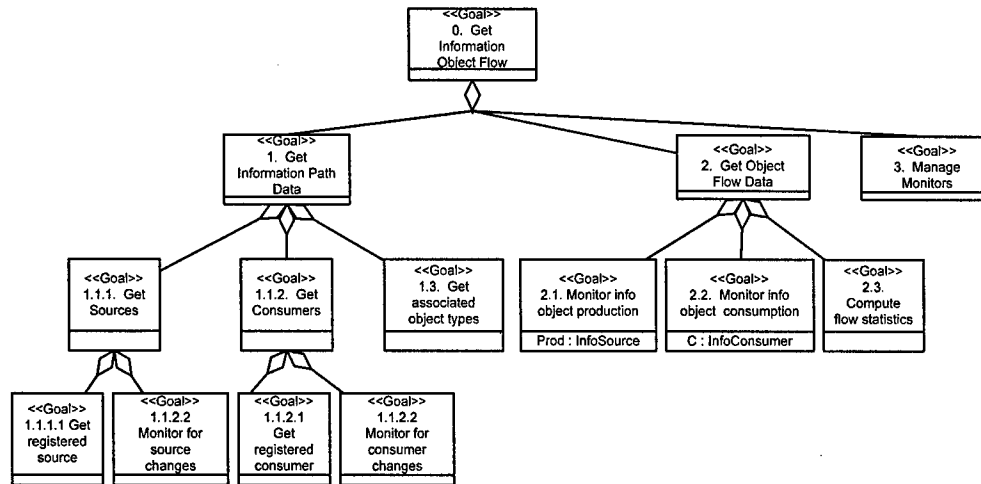 <<Goal>>
0. Get
Information
Object Flow
<<Goal>>
1. Get
Information Path
Data
<<Goal>>
2. Get Object
Flow Data
<<Goal>>
3. Manage
Monitors
<<Goal>>
1.1.1. Get
Sources
<<Goal>>
1.1.2. Get
Consumers
<<Goal>>
1.3. Get
associated
object types
<<Goal>>
2.1. Monitor info
object production
Prod : InfoSource
<<Goal>>
2.2. Monitor info
object consumption
C : InfoConsumer
<<Goal>>
2.3.
Compute
flow statistics
<<Goal>>
1.1.1.1 Get
registered
source
<<Goal>>
1.1.2.2
Monitor for
source
changes
<<Goal>>
1.1.2.1
Get
registered
consumer
<<Goal>>
1.1.2.2
Monitor for
consumer
changes